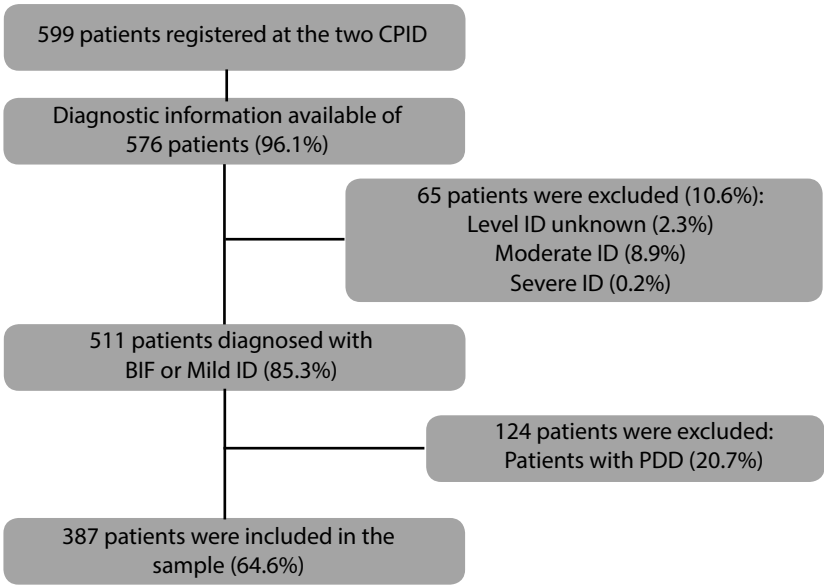 599 patients registered at the two CPID
Diagnostic information available of
576 patients (96.1%)
65 patients were excluded (10.6%):
Level ID unknown (2.3%)
Moderate ID (8.9%)
Severe ID (0.2%)
511 patients diagnosed with
BIF or Mild ID (85.3%)
124 patients were excluded:
Patients with PDD (20.7%)
387 patients were included in the
sample (64.6%)